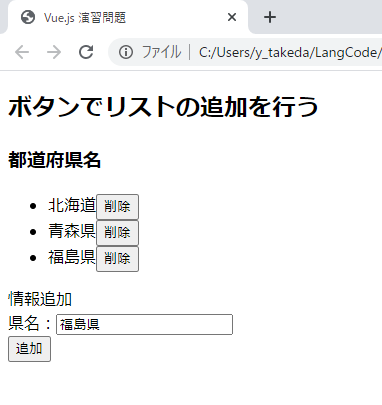 Vue.js 演習問題
ファイル | C:/Users/y_takeda/LangCode/
ボタンでリストの追加を行う
都道府県名
北海道 削除
青森県 削除
福島県 削除
情報追加
県名：福島県
追加